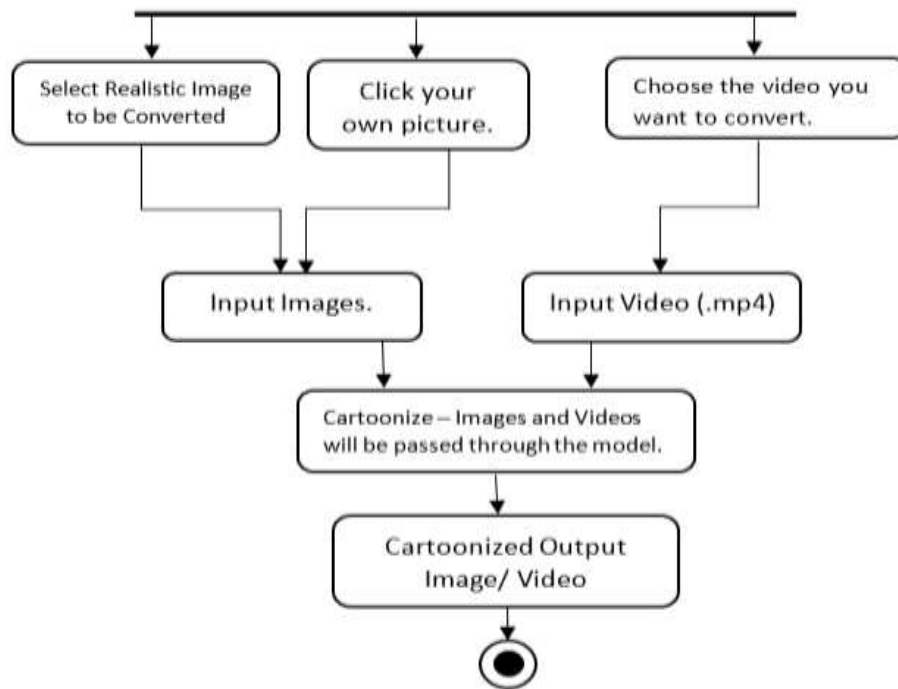 Select Realistic Image
to be Converted
Click your
own picture.
Choose the video you
want to convert.
Input Images.
Input Video (.mp4)
Cartoonize – Images and Videos
will be passed through the model.
Cartoonized Output
Image/ Video